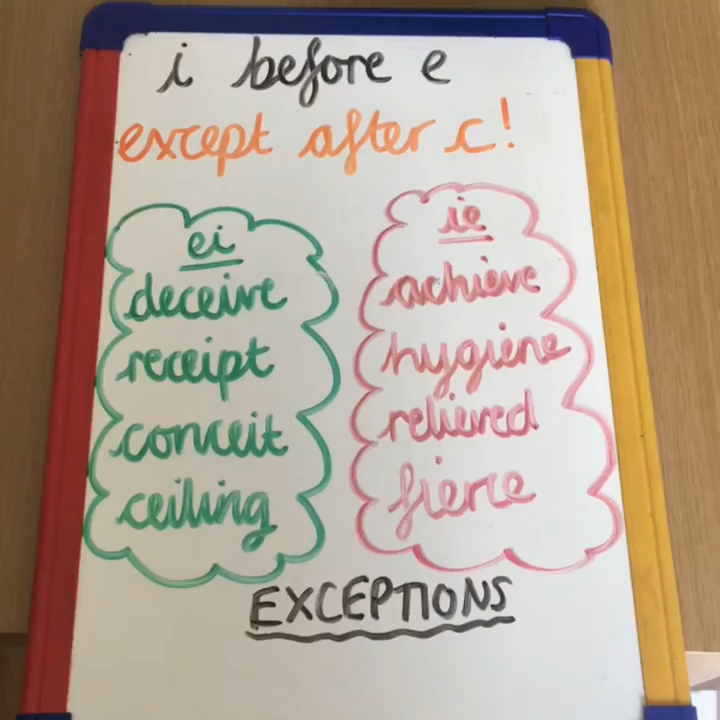 i before e
except after c!
ei
deceive
receipt
conceit
ceiling
ie
achieve
hygiene
relieved
fierce
EXCEPTIONS